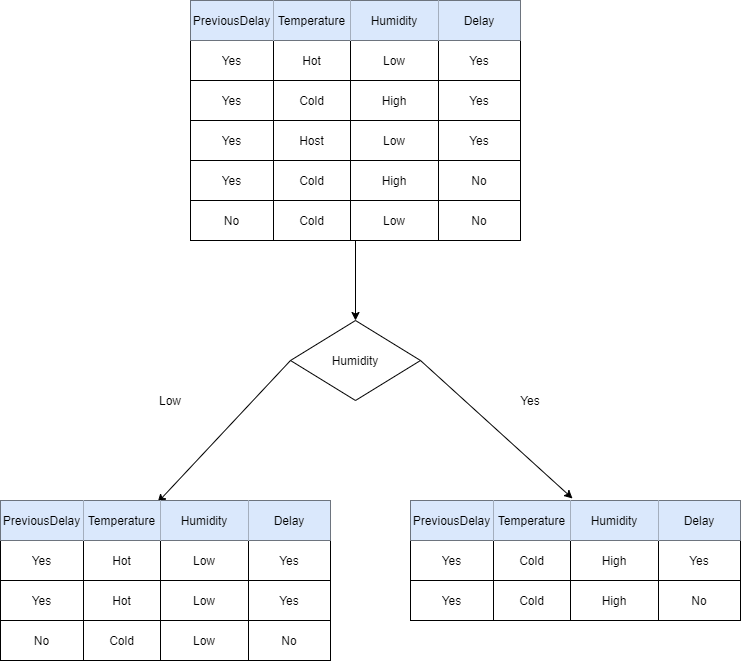 PreviousDelay Temperature Humidity Delay
Yes Hot Low Yes
Yes Cold High Yes
Yes Host Low Yes
Yes Cold High No
No Cold Low No
Humidity
Low Yes
PreviousDelay Temperature Humidity Delay
Yes Hot Low Yes
Yes Hot Low Yes
No Cold Low No
PreviousDelay Temperature Humidity Delay
Yes Cold High Yes
Yes Cold High No